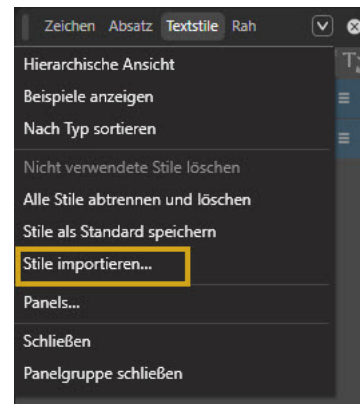 Zeichen Absatz Textstile Rah
Hierarchische Ansicht
Beispiele anzeigen
Nach Typ sortieren
Nicht verwendete Stile löschen
Alle Stile abtrennen und löschen
Stile als Standard speichern
Stile importieren...
Panels...
Schließen
Panelgruppe schließen